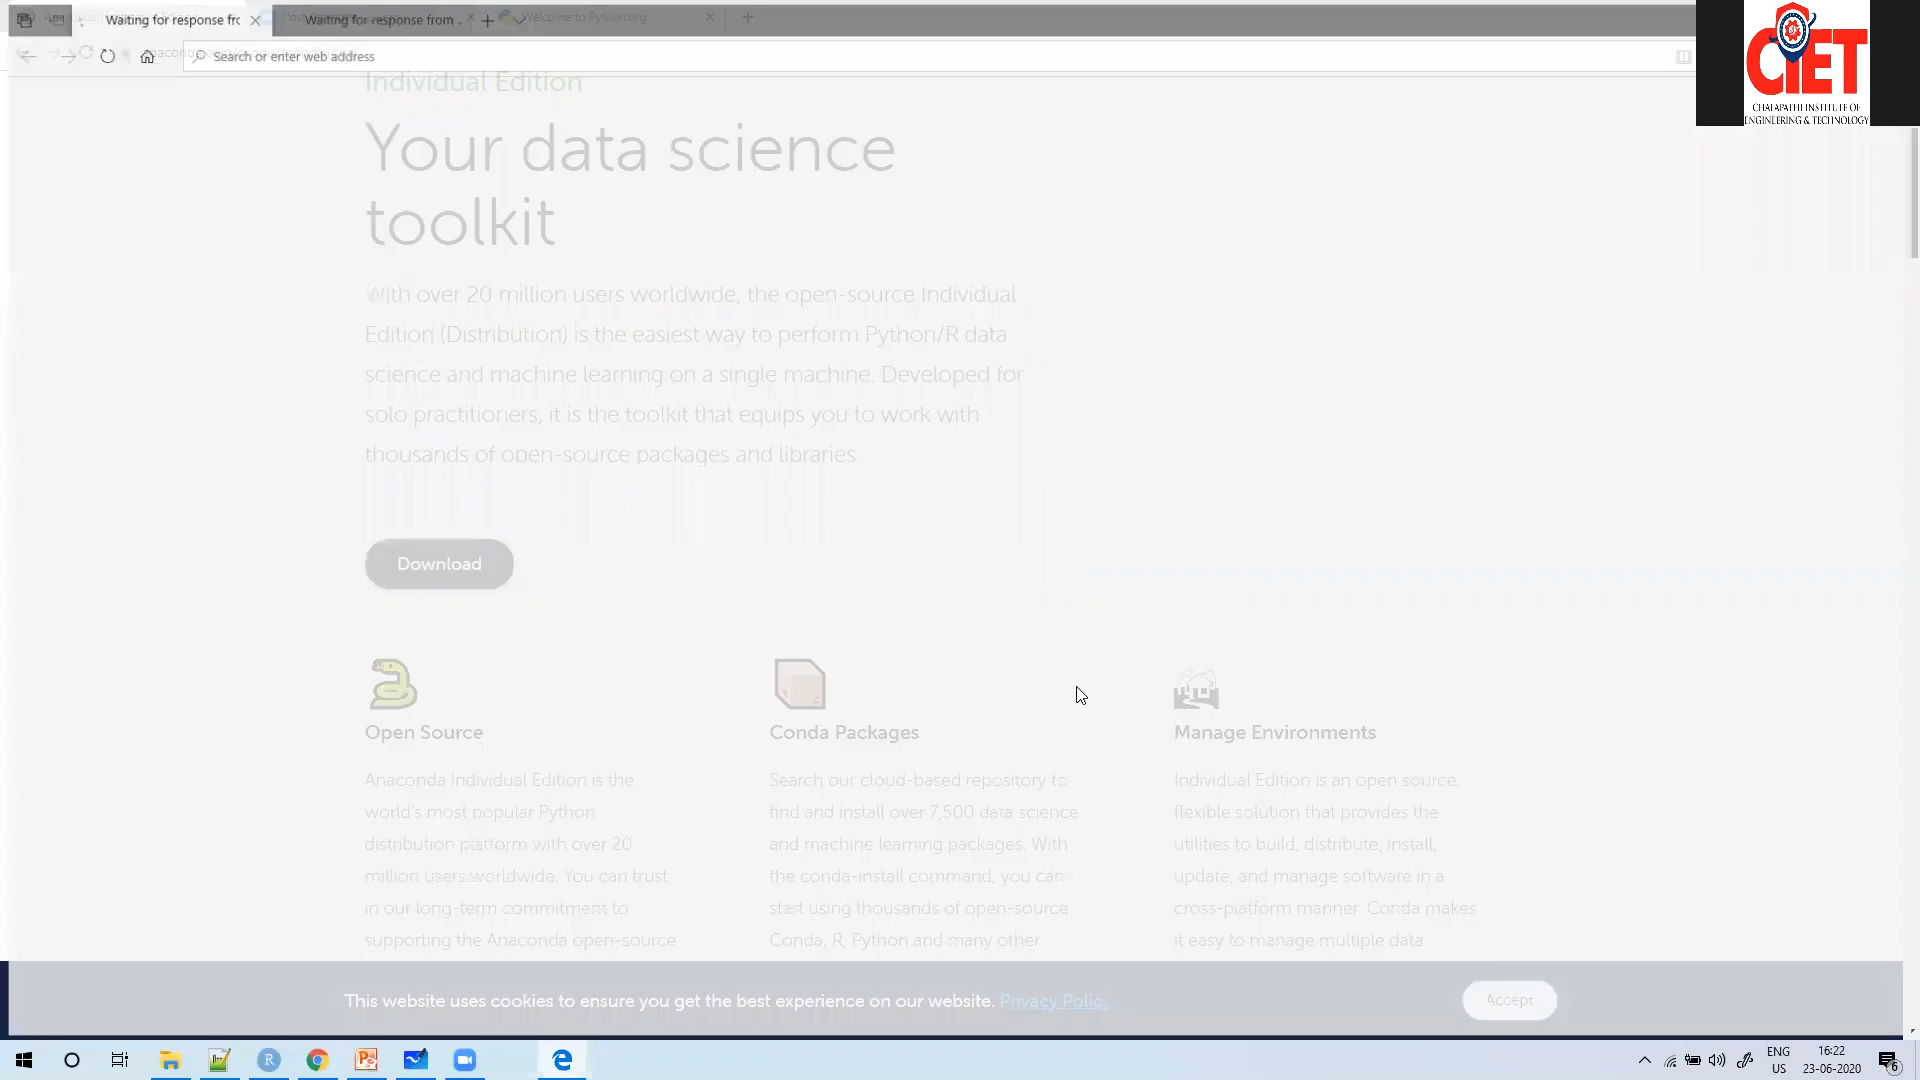 Waiting for response frc
Waiting for response from
Welcome to Python.org
Search or enter web address
Individual Edition
Your data science
toolkit
With over 20 million users worldwide, the open-source Individual
Edition (Distribution) is the easiest way to perform Python/R data
science and machine learning on a single machine. Developed for
solo practitioners, it is the toolkit that equips you to work with
thousands of open-source packages and libraries.
Download
Open Source
Anaconda Individual Edition is the
world's most popular Python
distribution platform with over 20
million users worldwide. You can trust
in our long-term commitment to
supporting the Anaconda open-source
Conda Packages
Search our cloud-based repository to
find and install over 7,500 data science
and machine learning packages. With
the conda-install command, you can
start using thousands of open-source
Conda, R, Python and many other
Manage Environments
Individual Edition is an open source,
flexible solution that provides the
utilities to build, distribute, install,
update, and manage software in a
cross-platform manner. Conda makes
it easy to manage multiple data
This website uses cookies to ensure you get the best experience on our website. Privacy Policy
Accept
CIET
CHALAPATHI INSTITUTE OF
ENGINEERING & TECHNOLOGY
ENG
US
16:22
23-06-2020
6